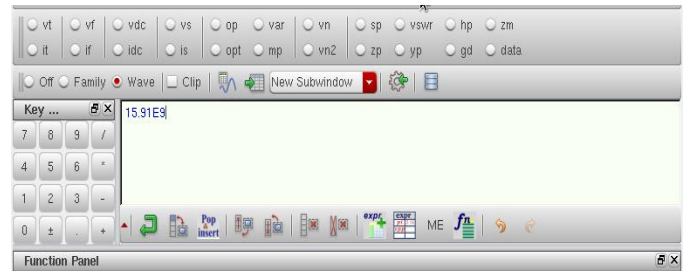 vt vf vdc vs op var vn sp vswr hp zm
it if idc is opt mp vn2 zp yp gd data
Off Family Wave Clip New Subwindow
Key ...
15.91E9
7 8 9 /
4 5 6 *
1 2 3 -
0 ± . +
Pop insert expr expr ME fn
Function Panel